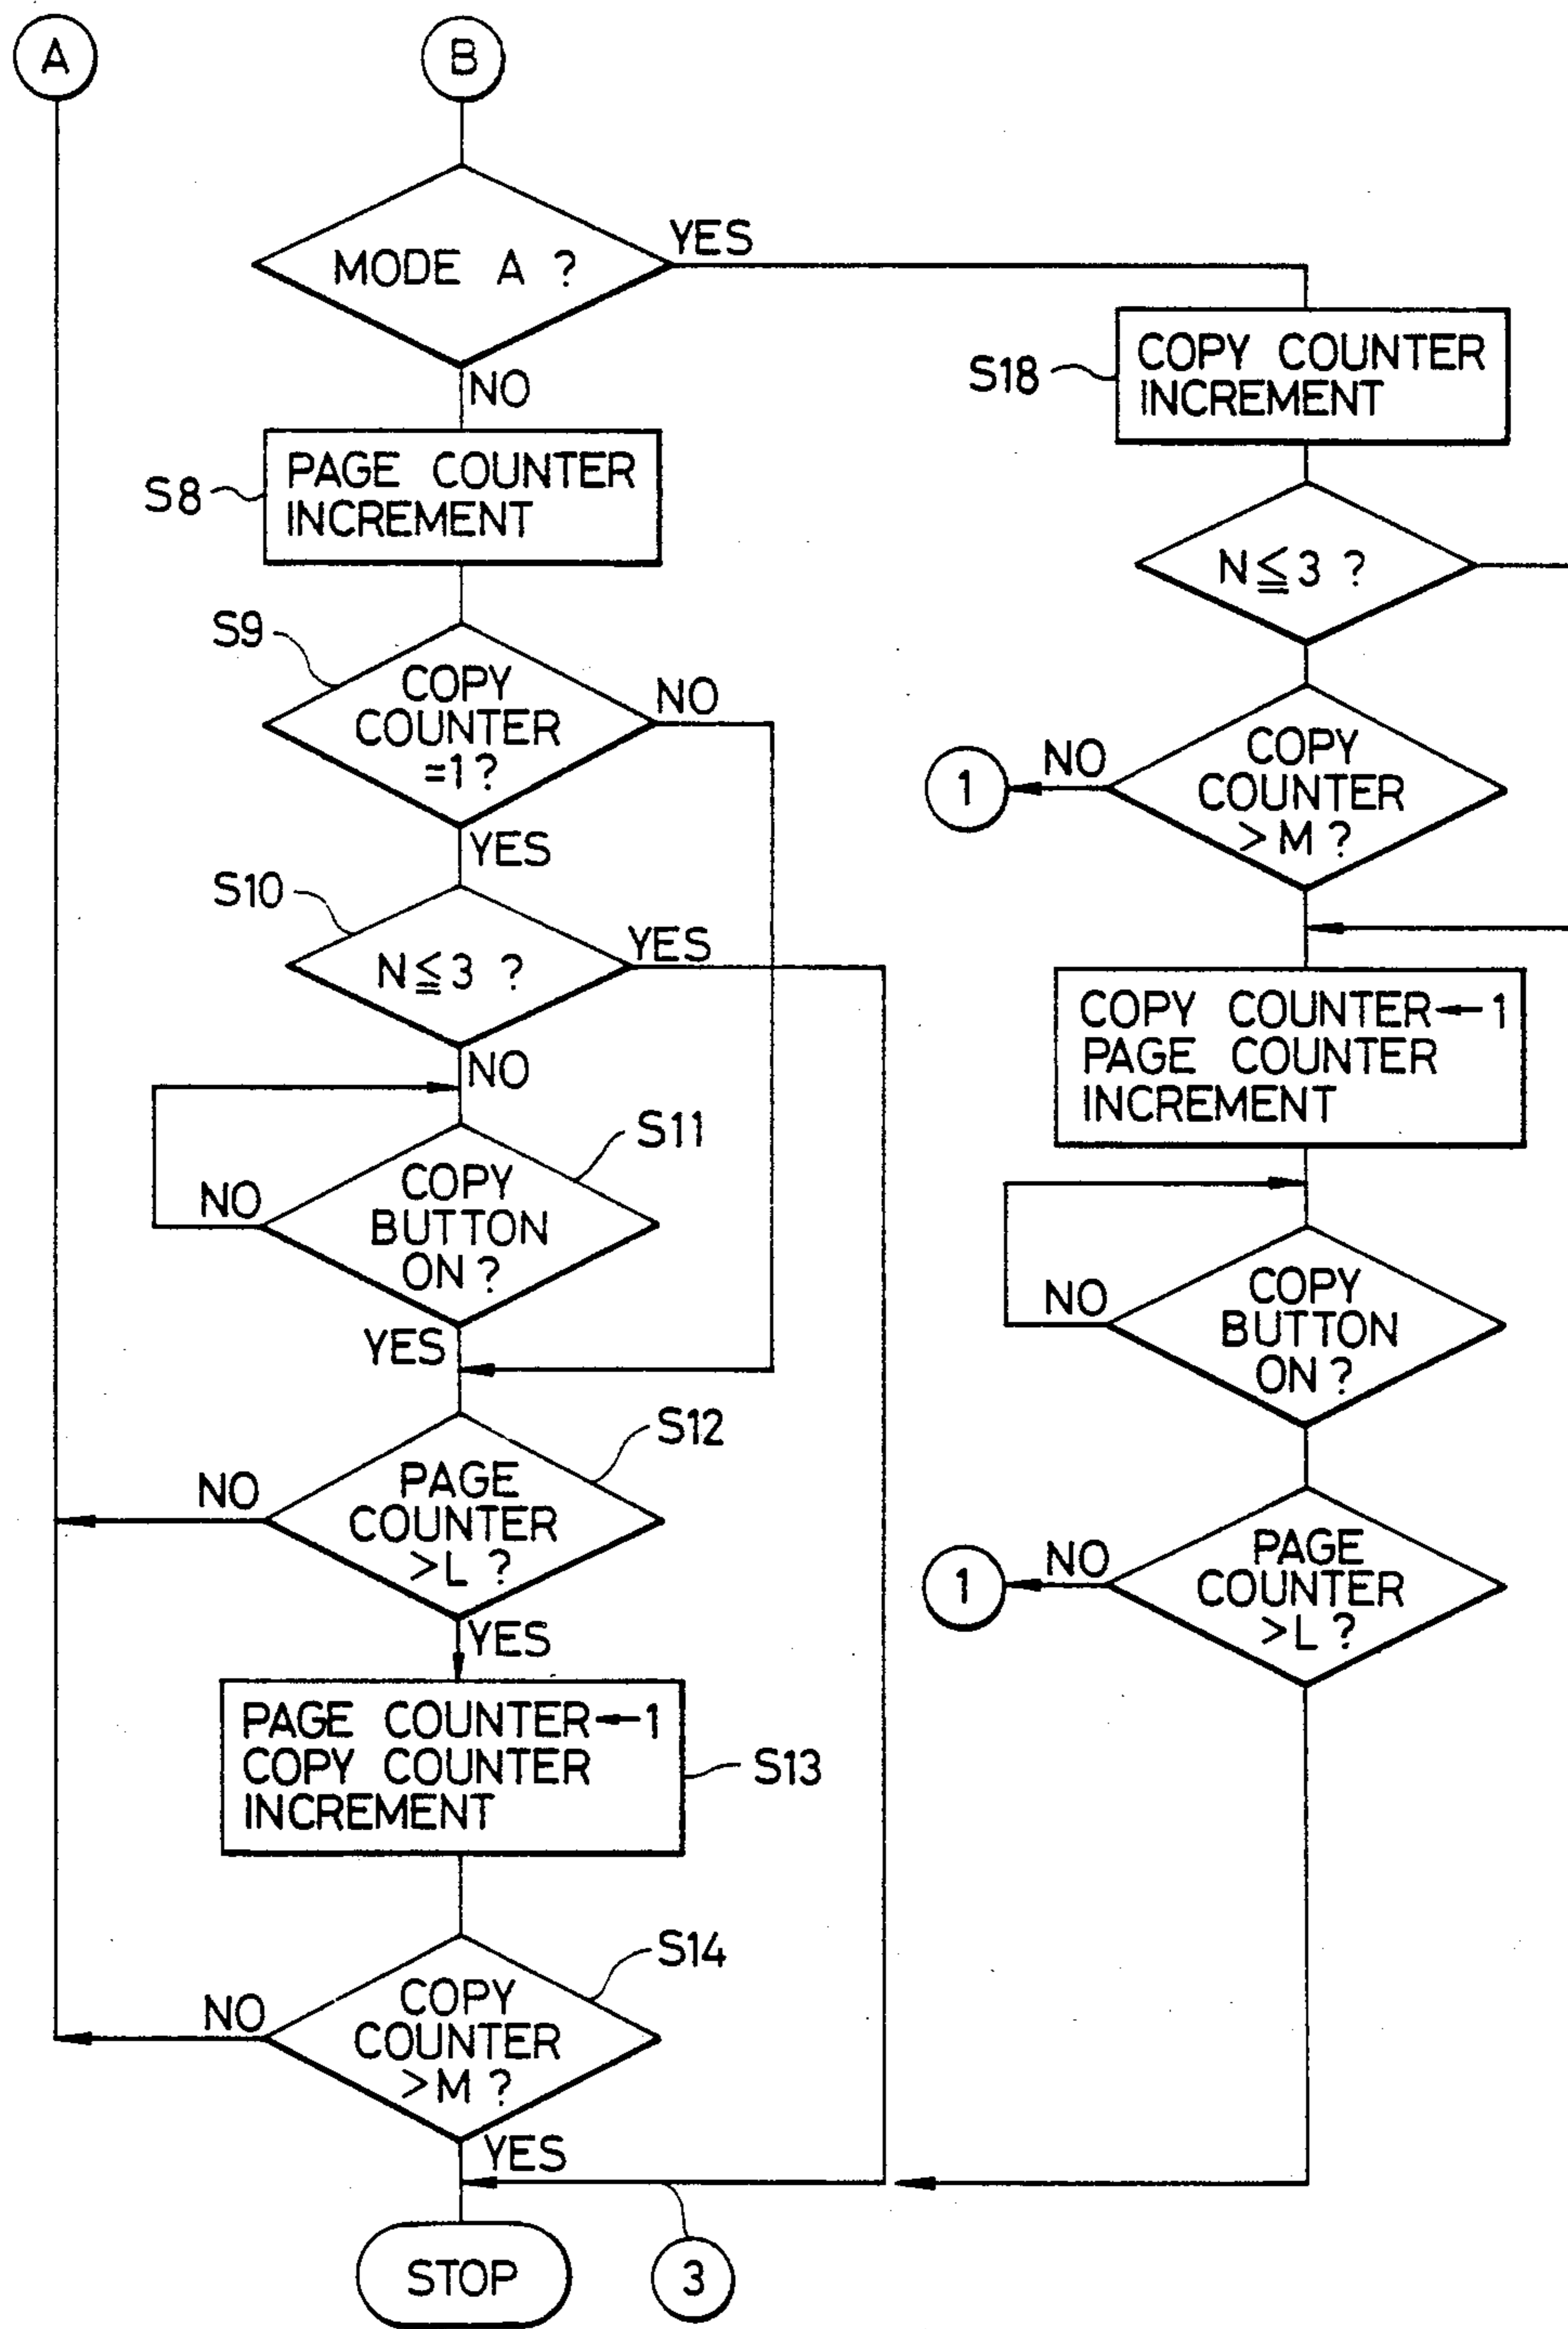 A
B
MODE A ?
YES
NO
S18
COPY COUNTER
INCREMENT
S8
PAGE COUNTER
INCREMENT
N≦3 ?
S9
COPY
COUNTER
=1?
NO
YES
COPY
COUNTER
>M?
NO
1
S10
N≦3 ?
YES
NO
COPY COUNTER←1
PAGE COUNTER
INCREMENT
S11
COPY
BUTTON
ON?
NO
YES
COPY
BUTTON
ON?
NO
S12
PAGE
COUNTER
>L?
NO
YES
PAGE
COUNTER
>L?
NO
1
PAGE COUNTER←1
COPY COUNTER
INCREMENT
S13
S14
COPY
COUNTER
>M?
NO
YES
STOP
3